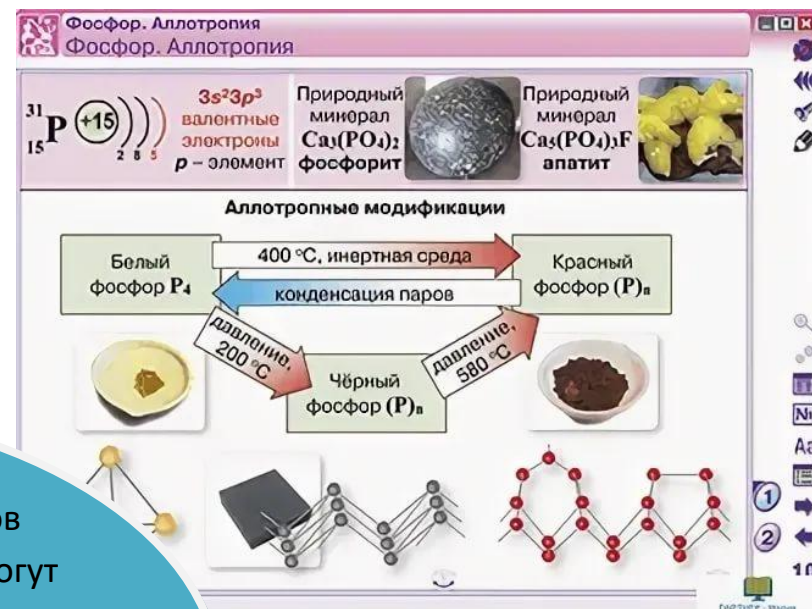 Фосфор. Аллотропия
Фосфор. Аллотропия
31
15 P +15
2 8 5
3s²3p³
валентные
электроны
p – элемент
Природный
минерал
Ca₃(PO₄)₂
фосфорит
Природный
минерал
Ca₅(PO₄)₃F
апатит
Аллотропные модификации
Белый
фосфор P₄
400 °C, инертная среда
конденсация паров
Красный
фосфор (P)ₙ
давление,
200 °C
Чёрный
фосфор (P)ₙ
давление,
580 °C
ов
огут
1
2